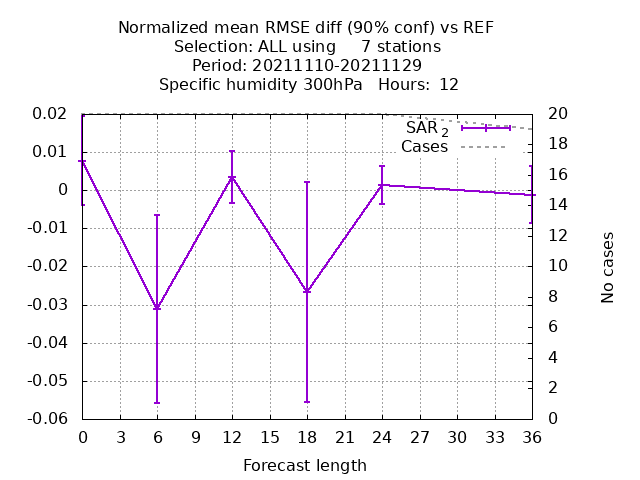 Normalized mean RMSE diff (90% conf) vs REF
Selection: ALL using     7 stations
Period: 20211110-20211129
Specific humidity 300hPa   Hours:  12
0.02
0.01
0
-0.01
-0.02
-0.03
-0.04
-0.05
-0.06
SAR 2
Cases
20
18
16
14
12
10
8
6
4
2
0
No cases
0 3 6 9 12 15 18 21 24 27 30 33 36
Forecast length